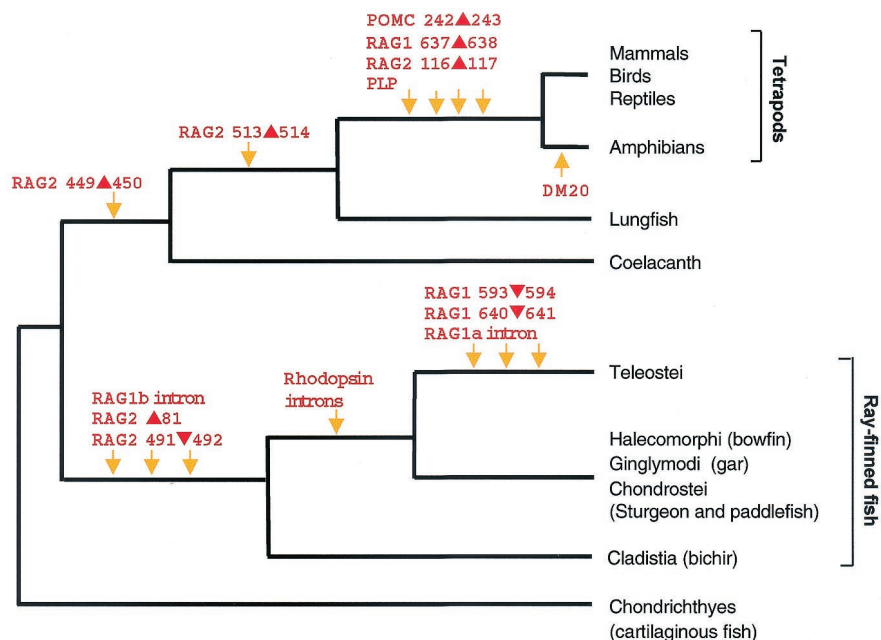 POMC 242▲243
RAG1 637▲638
RAG2 116▲117
PLP
Mammals
Birds
Reptiles
Tetrapods
RAG2 513▲514
Amphibians
RAG2 449▲450
DM20
Lungfish
Coelacanth
RAG1 593▼594
RAG1 640▼641
RAG1a intron
Teleostei
Rhodopsin
introns
RAG1b intron
RAG2 ▲81
RAG2 491▼492
Halecomorphi (bowfin)
Ginglymodi (gar)
Chondrostei
(Sturgeon and paddlefish)
Ray-finned fish
Cladistia (bichir)
Chondrichthyes
(cartilaginous fish)